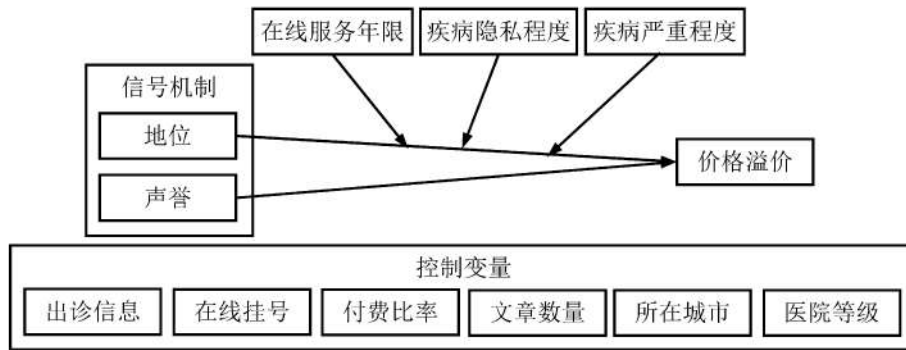 在线服务年限
疾病隐私程度
疾病严重程度
信号机制
地位
声誉
价格溢价
控制变量
出诊信息
在线挂号
付费比率
文章数量
所在城市
医院等级